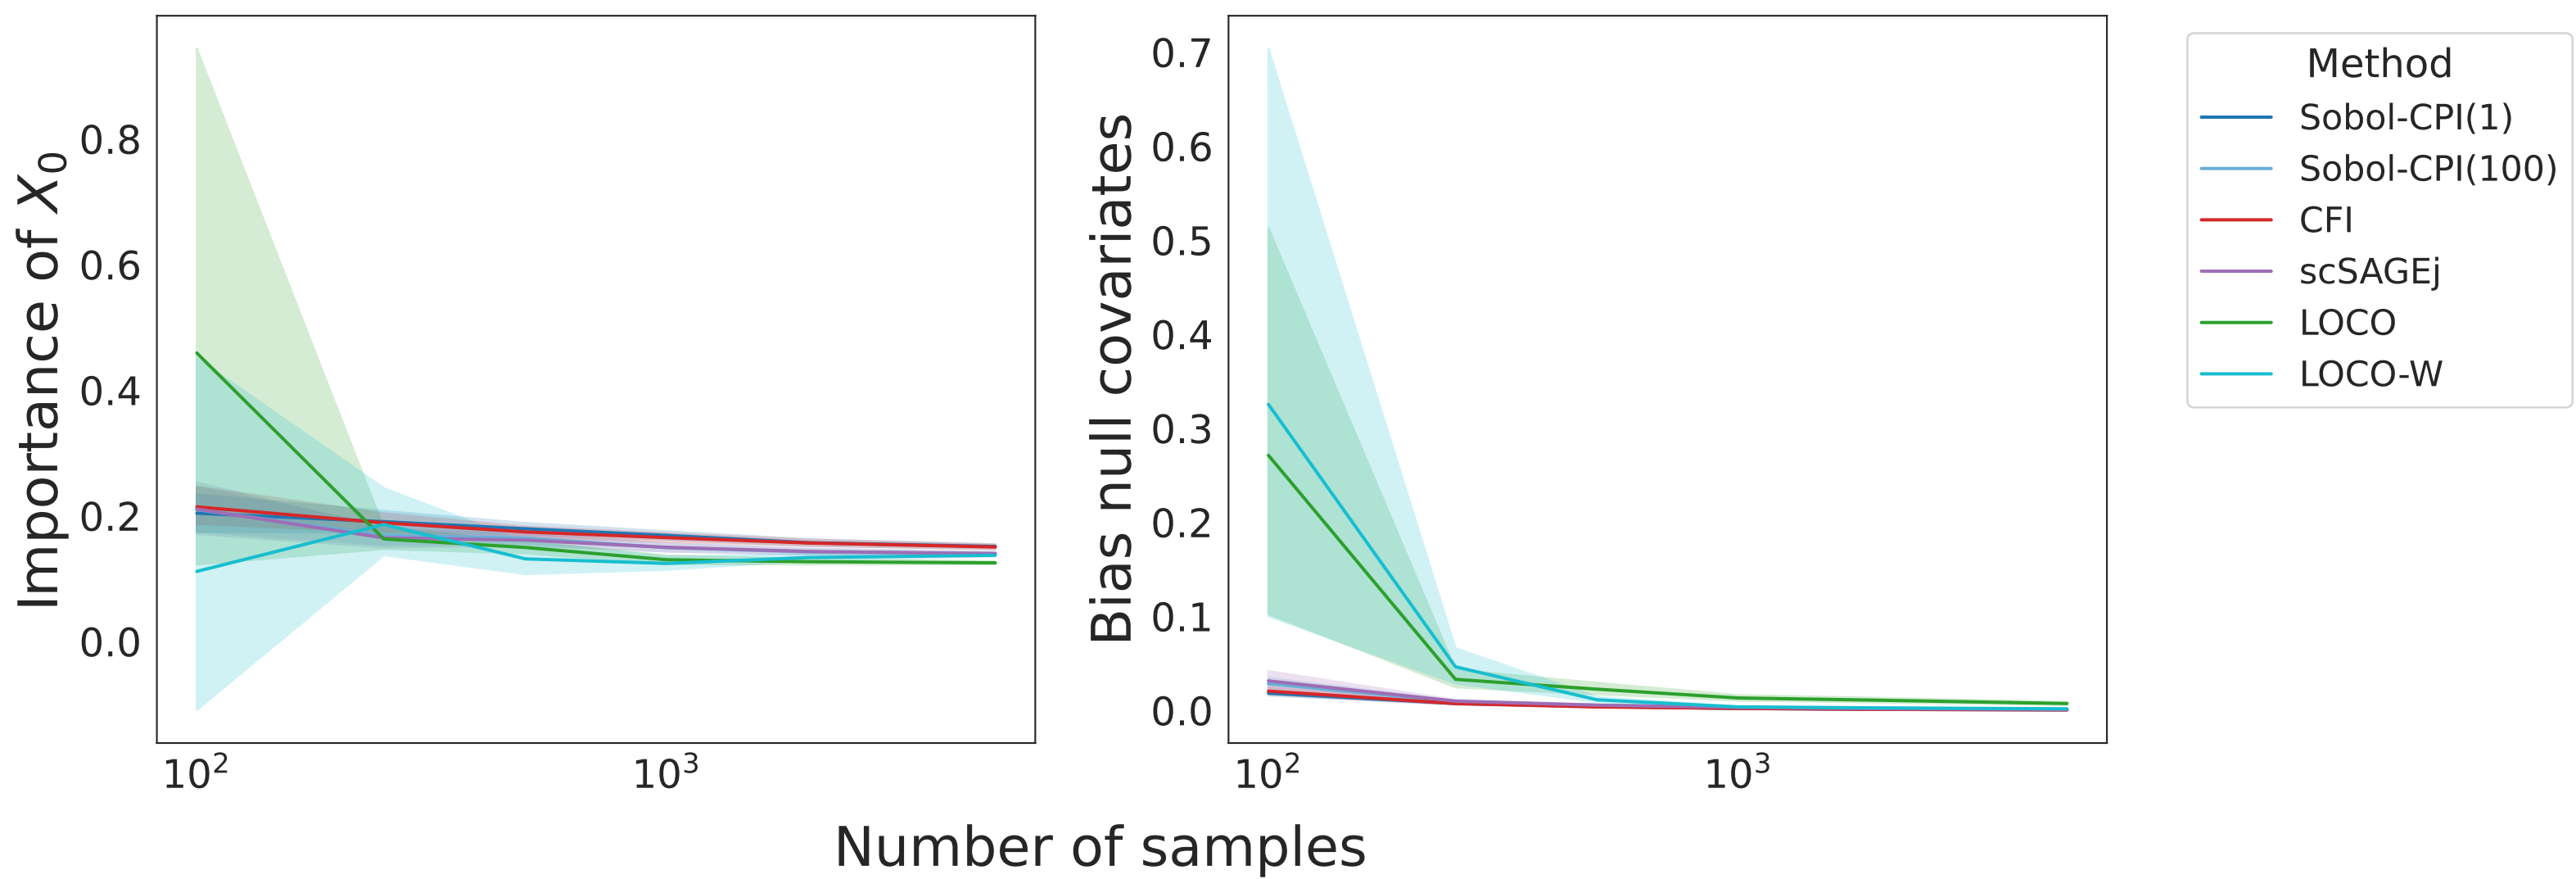 Importance of X₀
0.8
0.6
0.4
0.2
0.0
10²
10³
Bias null covariates
0.7
0.6
0.5
0.4
0.3
0.2
0.1
0.0
10²
10³
Number of samples
Method
Sobol-CPI(1)
Sobol-CPI(100)
CFI
scSAGEj
LOCO
LOCO-W